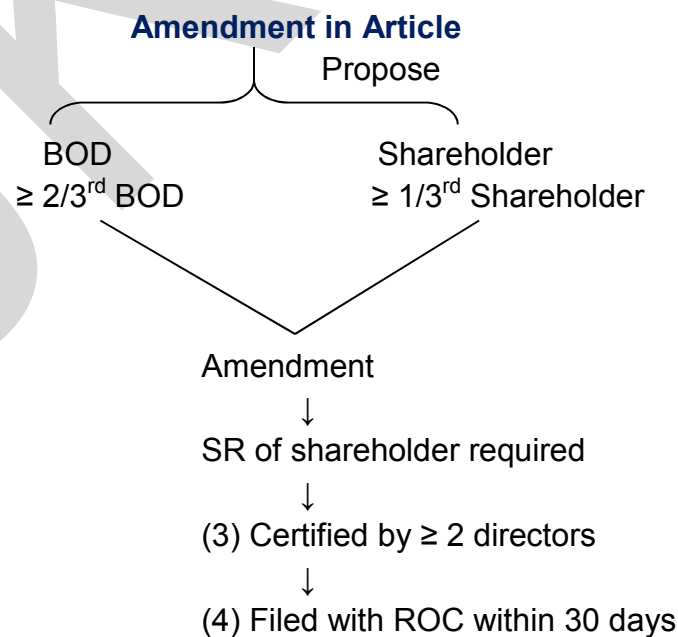 Amendment in Article
Propose
BOD
≥ 2/3rd BOD
Shareholder
≥ 1/3rd Shareholder
Amendment
↓
SR of shareholder required
↓
(3) Certified by ≥ 2 directors
↓
(4) Filed with ROC within 30 days